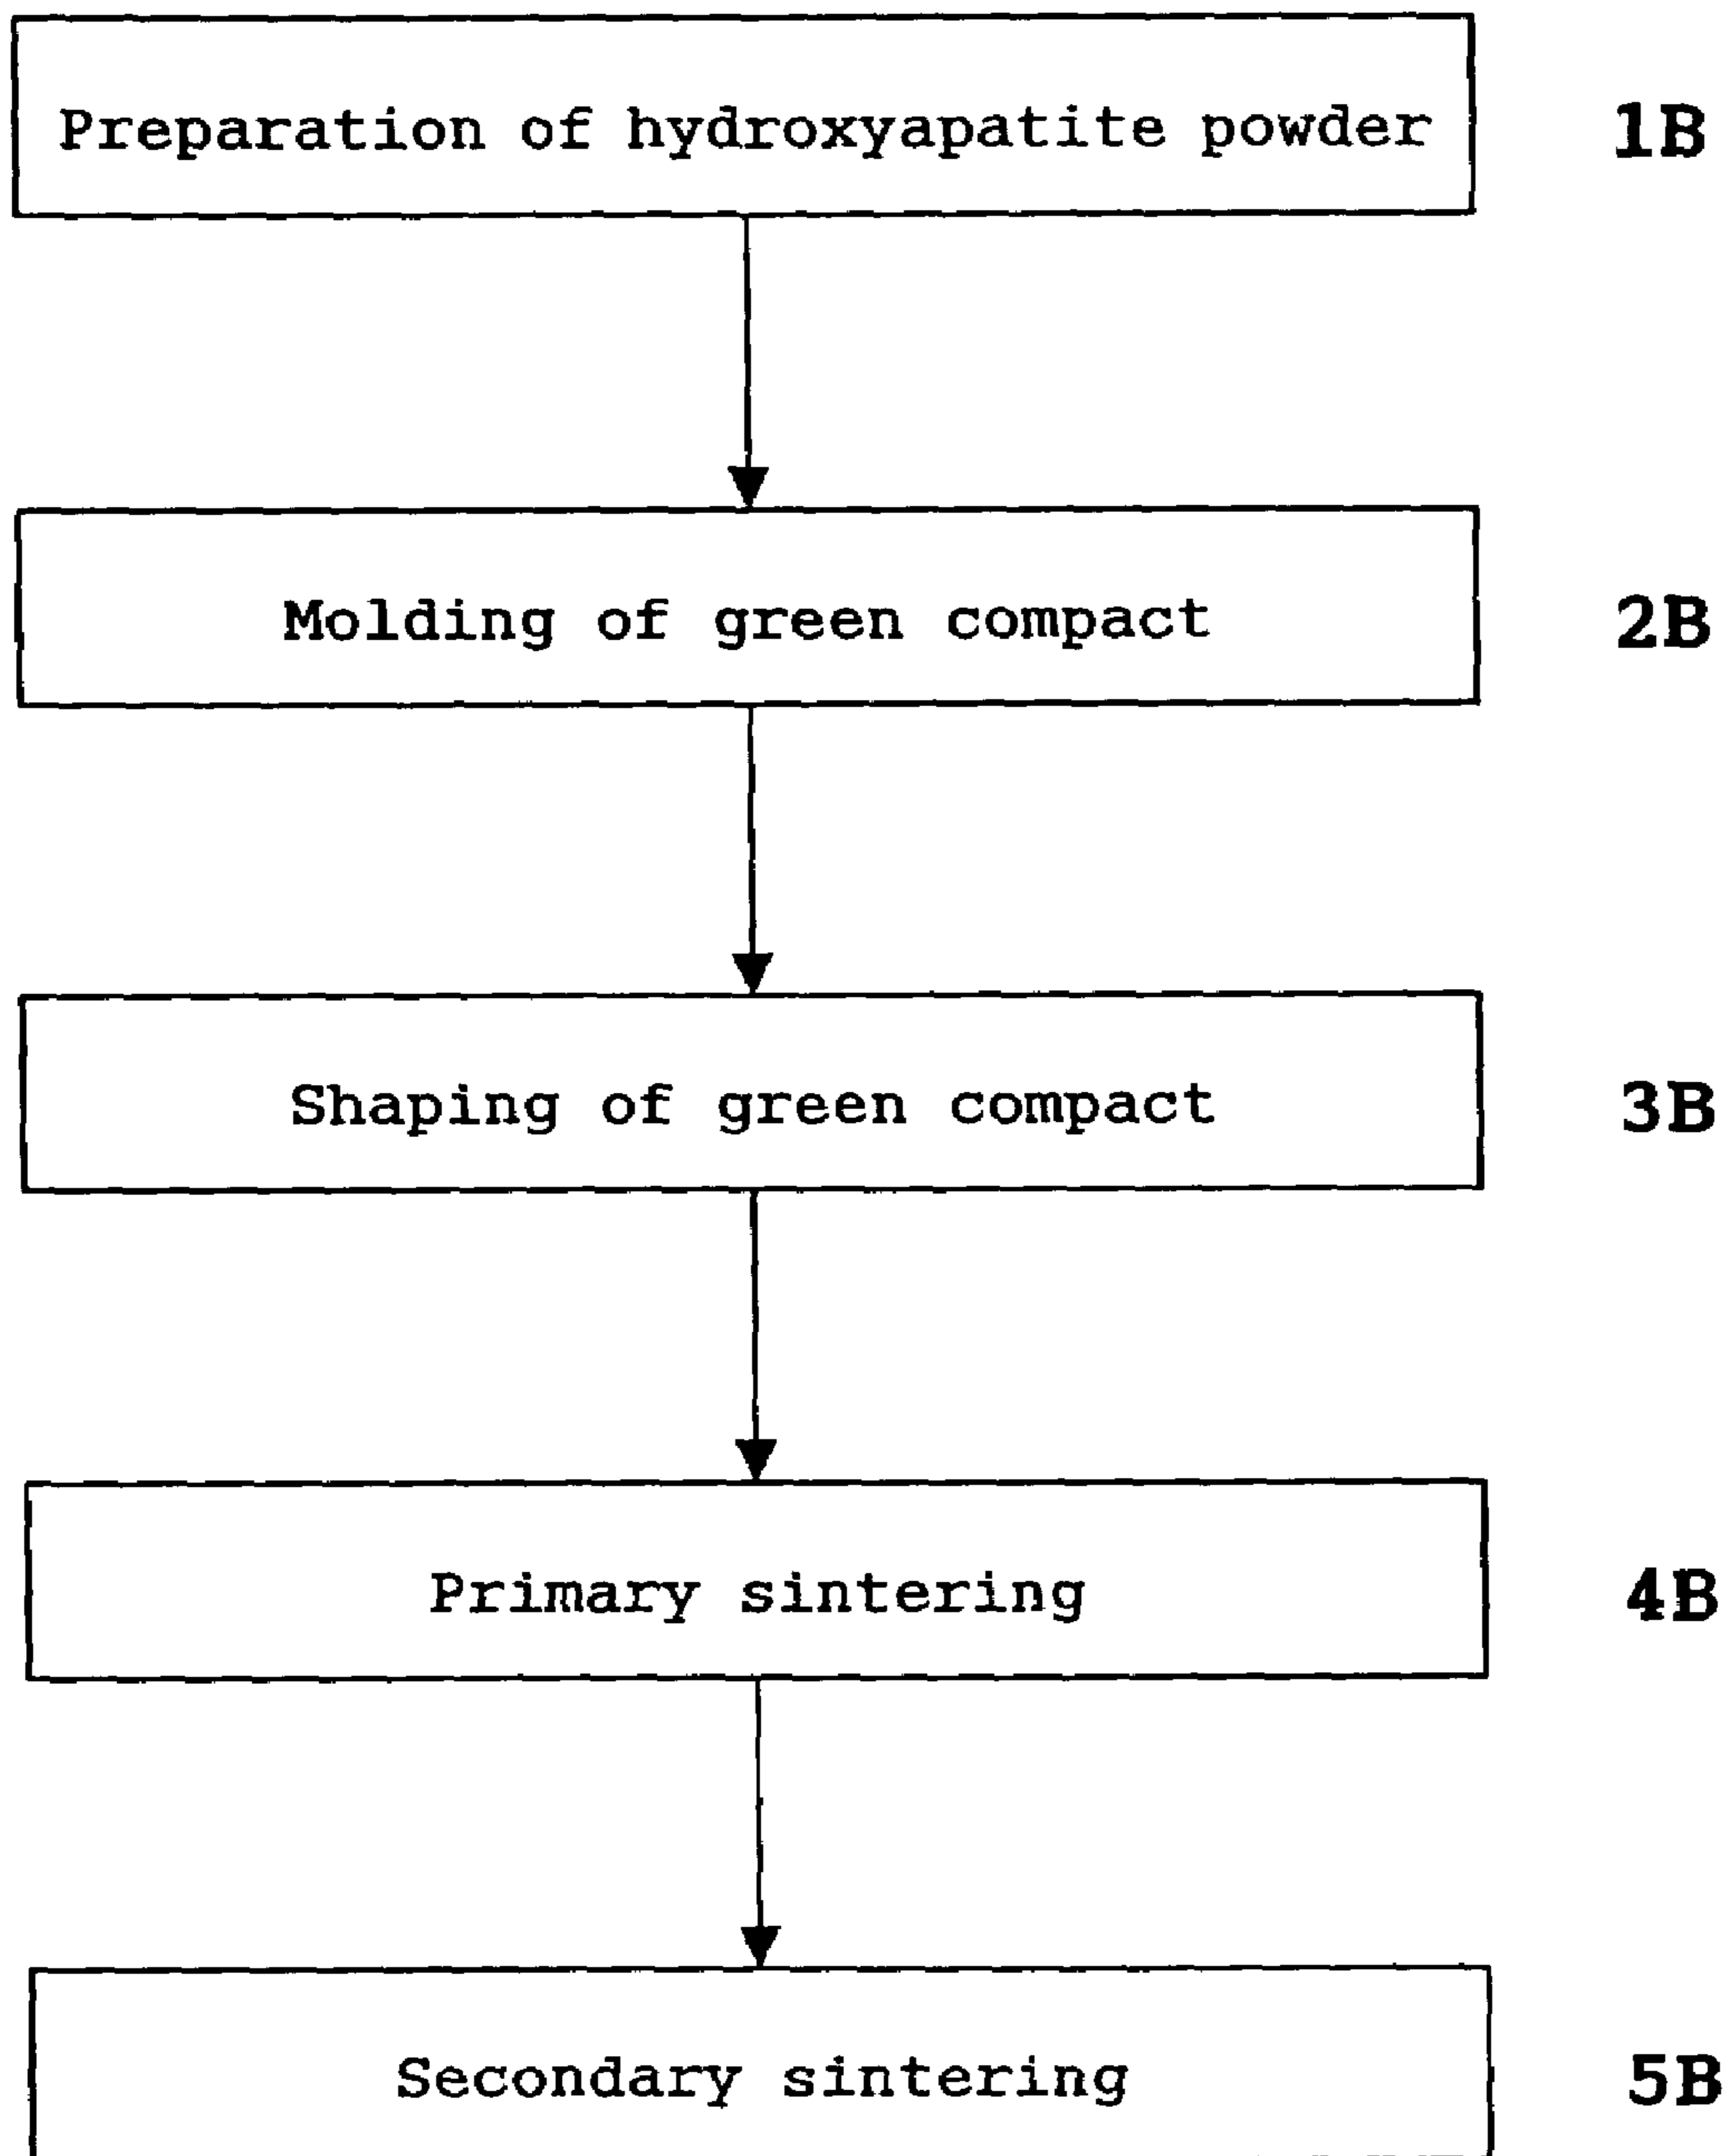 Preparation of hydroxyapatite powder 1B
Molding of green compact 2B
Shaping of green compact 3B
Primary sintering 4B
Secondary sintering 5B